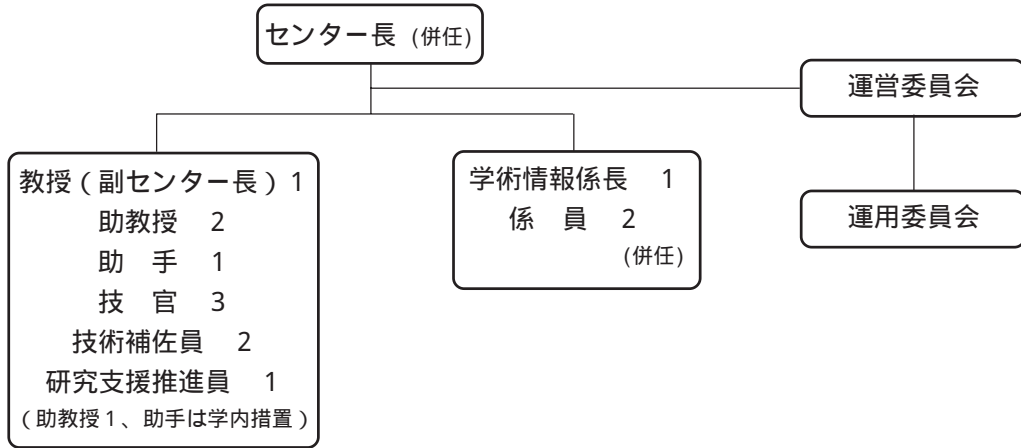 センター長 (併任)
運営委員会
運用委員会
教授（副センター長）1
助教授　2
助　手　1
技　官　3
技術補佐員　2
研究支援推進員　1
（助教授１、助手は学内措置）
学術情報係長　1
係　員　2
(併任)